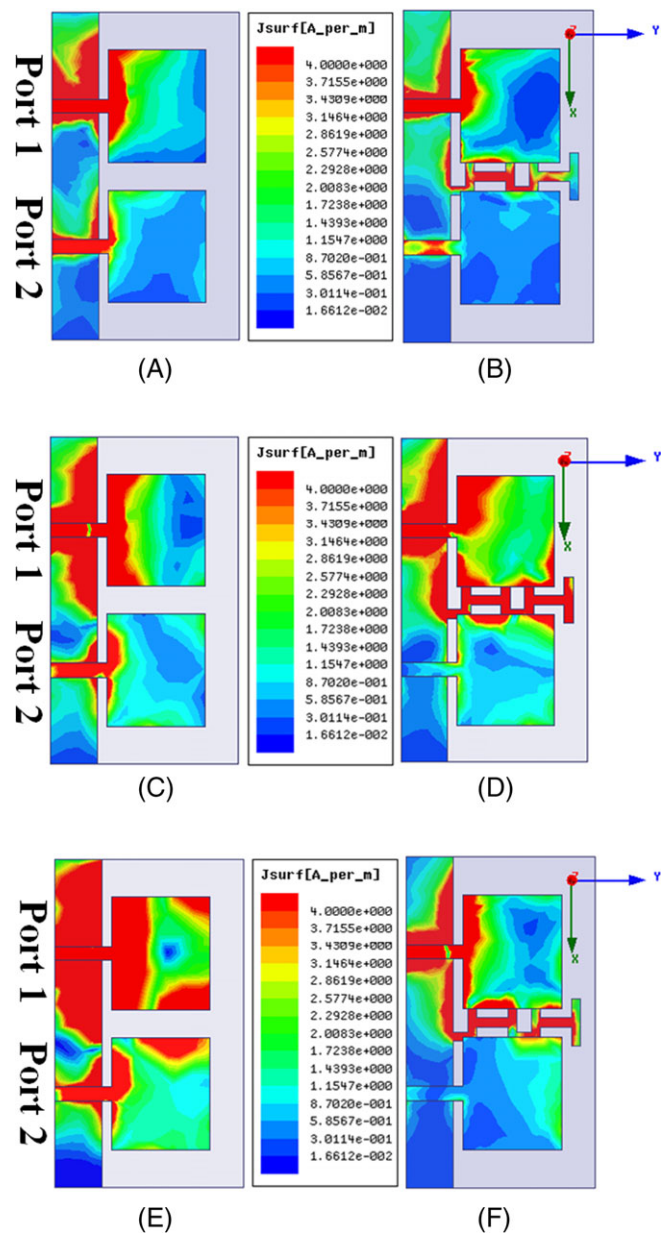 Port 1
Port 2
Jsurf[A_per_m]
4.0000e+000
3.7155e+000
3.4309e+000
3.1464e+000
2.8619e+000
2.5774e+000
2.2928e+000
2.0083e+000
1.7238e+000
1.4393e+000
1.1547e+000
8.7020e-001
5.8567e-001
3.0114e-001
1.6612e-002
Z
Y
X
(A)
(B)
Port 1
Port 2
Jsurf[A_per_m]
4.0000e+000
3.7155e+000
3.4309e+000
3.1464e+000
2.8619e+000
2.5774e+000
2.2928e+000
2.0083e+000
1.7238e+000
1.4393e+000
1.1547e+000
8.7020e-001
5.8567e-001
3.0114e-001
1.6612e-002
Z
Y
X
(C)
(D)
Port 1
Port 2
Jsurf[A_per_m]
4.0000e+000
3.7155e+000
3.4309e+000
3.1464e+000
2.8619e+000
2.5774e+000
2.2928e+000
2.0083e+000
1.7238e+000
1.4393e+000
1.1547e+000
8.7020e-001
5.8567e-001
3.0114e-001
1.6612e-002
Z
Y
X
(E)
(F)